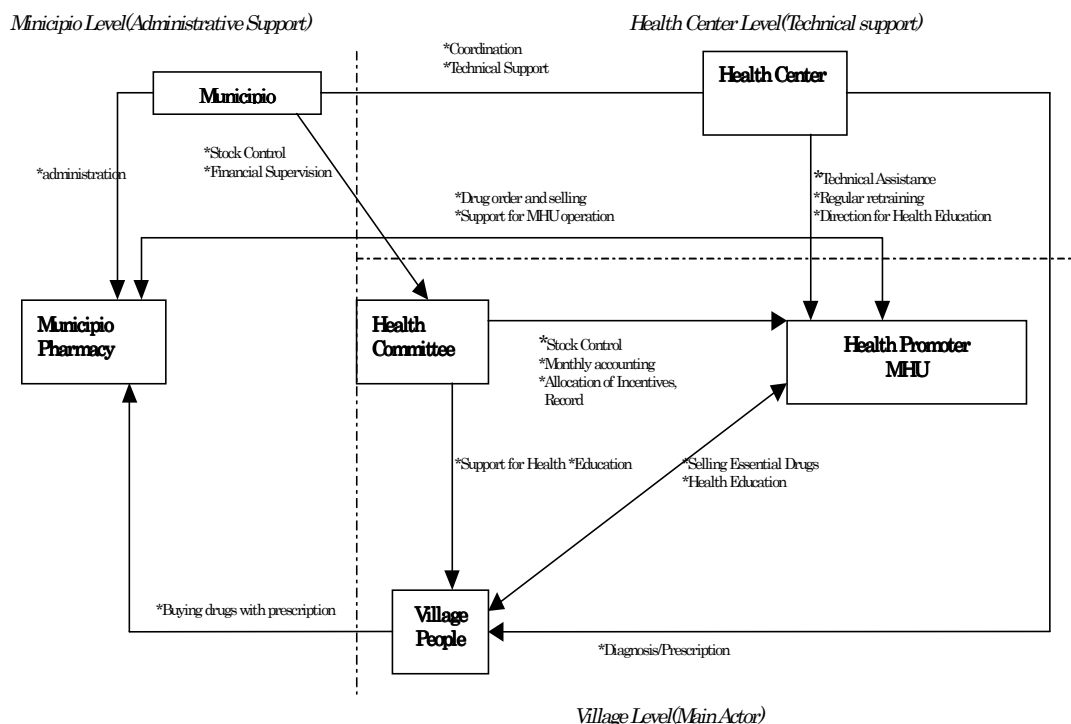 Minicipio Level(Administrative Support)
Health Center Level(Technical support)
*Coordination
*Technical Support
Health Center
Municipio
*Stock Control
*Financial Supervision
*administration
*Technical Assistance
*Regular retraining
*Direction for Health Education
*Drug order and selling
*Support for MHU operation
Municipio
Pharmacy
Health
Committee
*Stock Control
*Monthly accounting
*Allocation of Incentives,
Record
Health Promoter
MHU
*Support for Health *Education
*Selling Essential Drugs
*Health Education
*Buying drugs with prescription
Village
People
*Diagnosis/Prescription
Village Level(Main Actor)